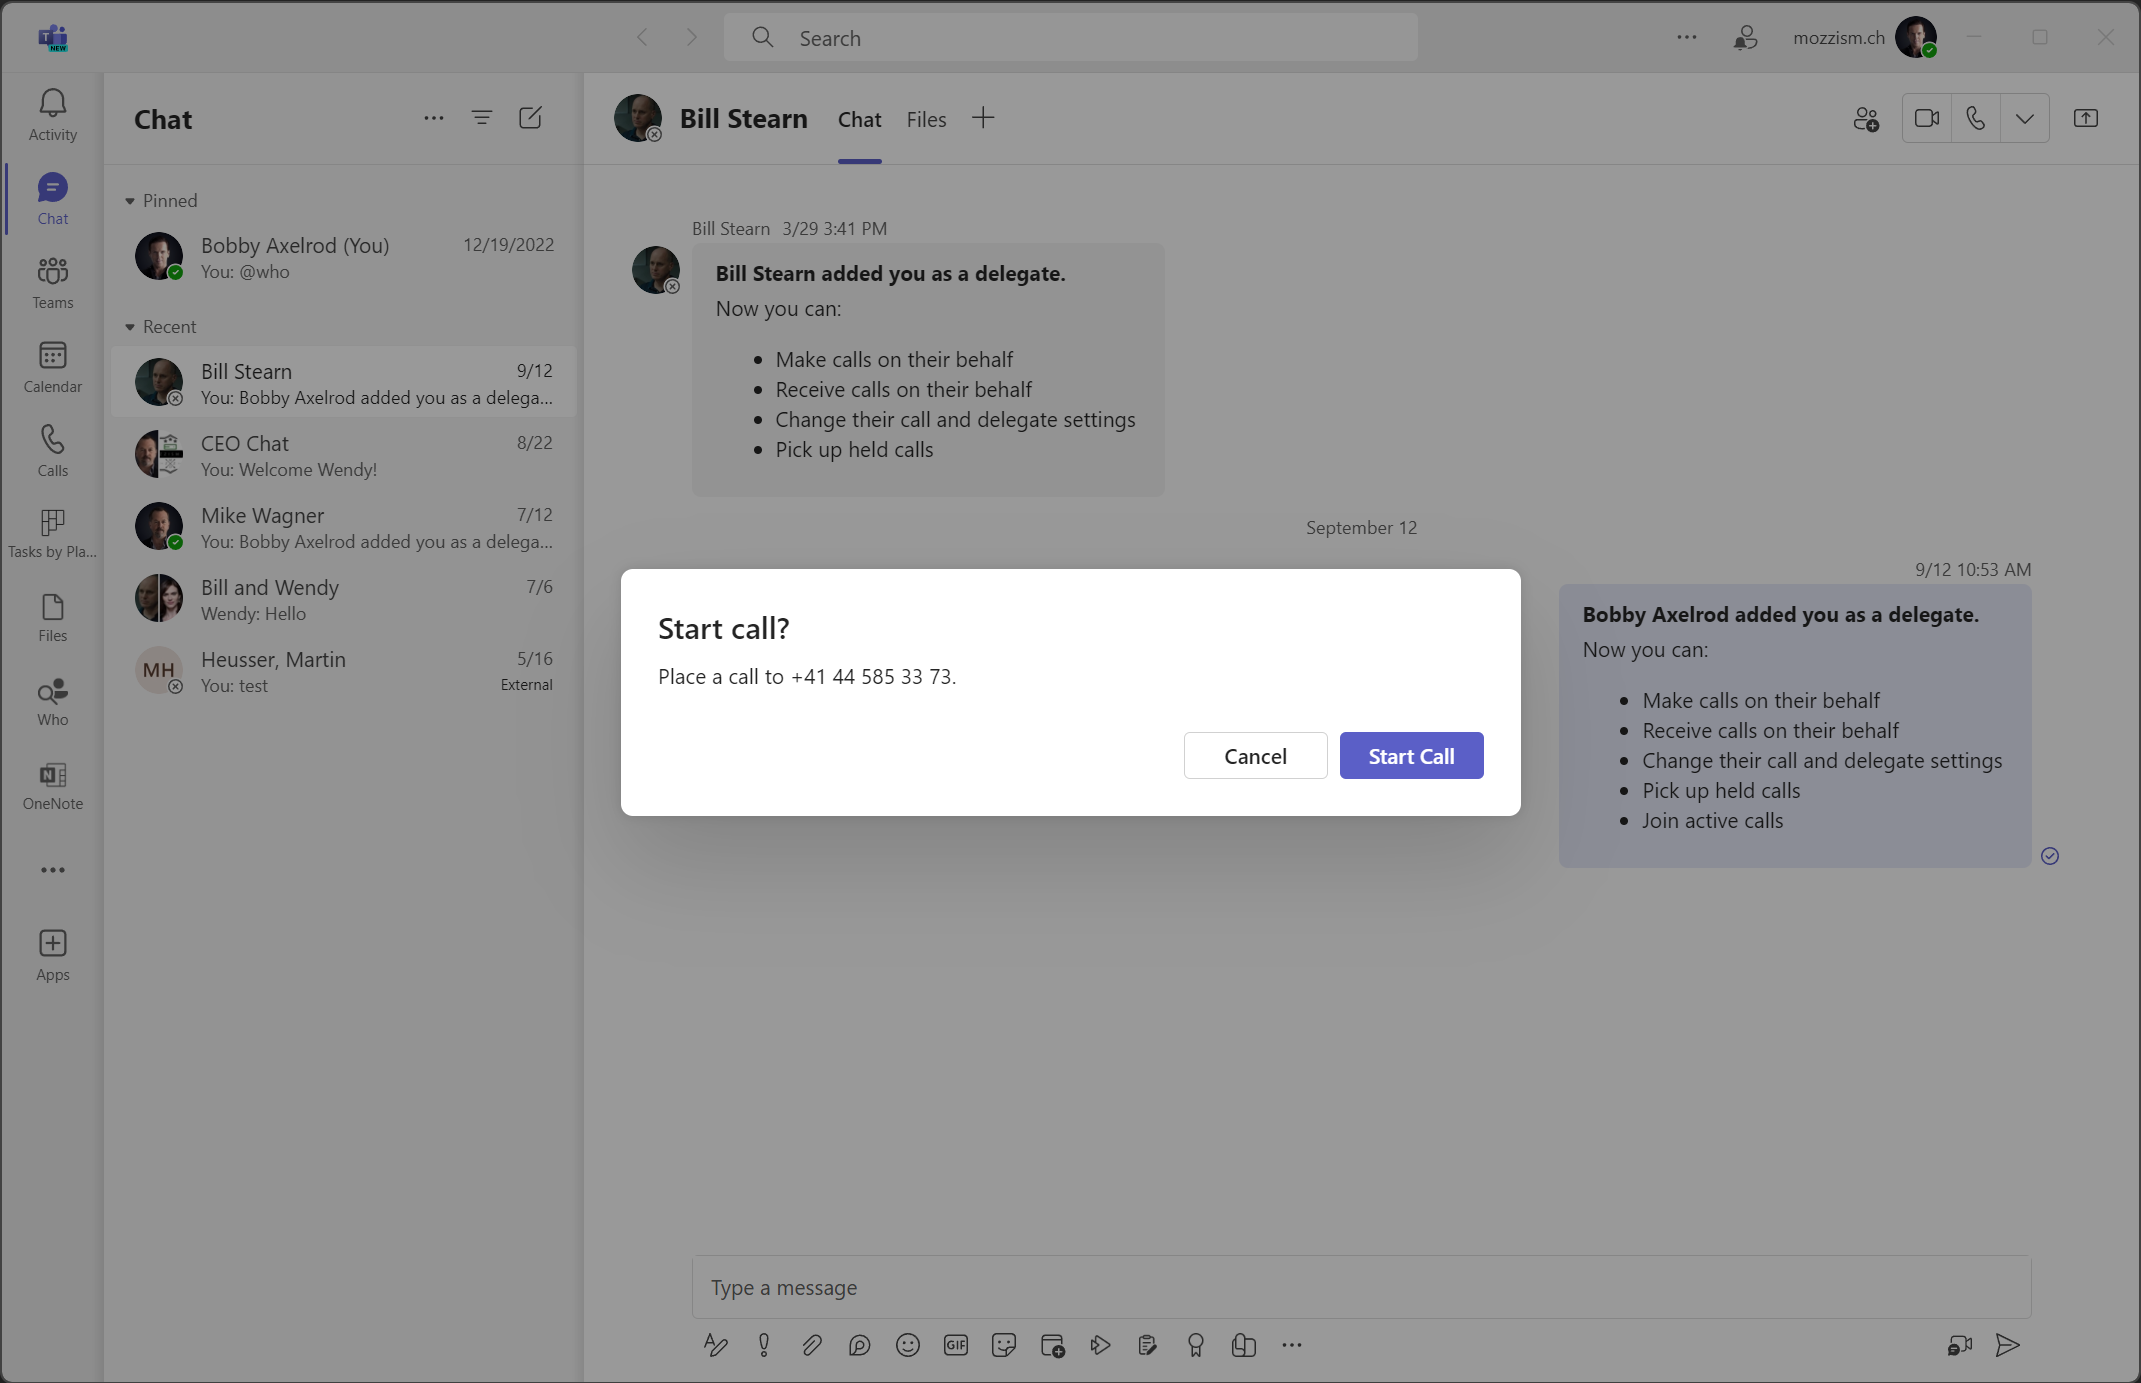 NEW
Search
mozzism.ch
Activity
Chat
Teams
Calendar
Calls
Tasks by Pla...
Files
Who
OneNote
Apps
Chat
Pinned
Bobby Axelrod (You) 12/19/2022
You: @who
Recent
Bill Stearn 9/12
You: Bobby Axelrod added you as a delega...
CEO Chat 8/22
You: Welcome Wendy!
Mike Wagner 7/12
You: Bobby Axelrod added you as a delega...
Bill and Wendy 7/6
Wendy: Hello
MH
Heusser, Martin 5/16
You: test External
Bill Stearn Chat Files
Bill Stearn 3/29 3:41 PM
Bill Stearn added you as a delegate.
Now you can:
• Make calls on their behalf
• Receive calls on their behalf
• Change their call and delegate settings
• Pick up held calls
September 12
9/12 10:53 AM
Bobby Axelrod added you as a delegate.
Now you can:
• Make calls on their behalf
• Receive calls on their behalf
• Change their call and delegate settings
• Pick up held calls
• Join active calls
Start call?
Place a call to +41 44 585 33 73.
Cancel Start Call
Type a message
GIF